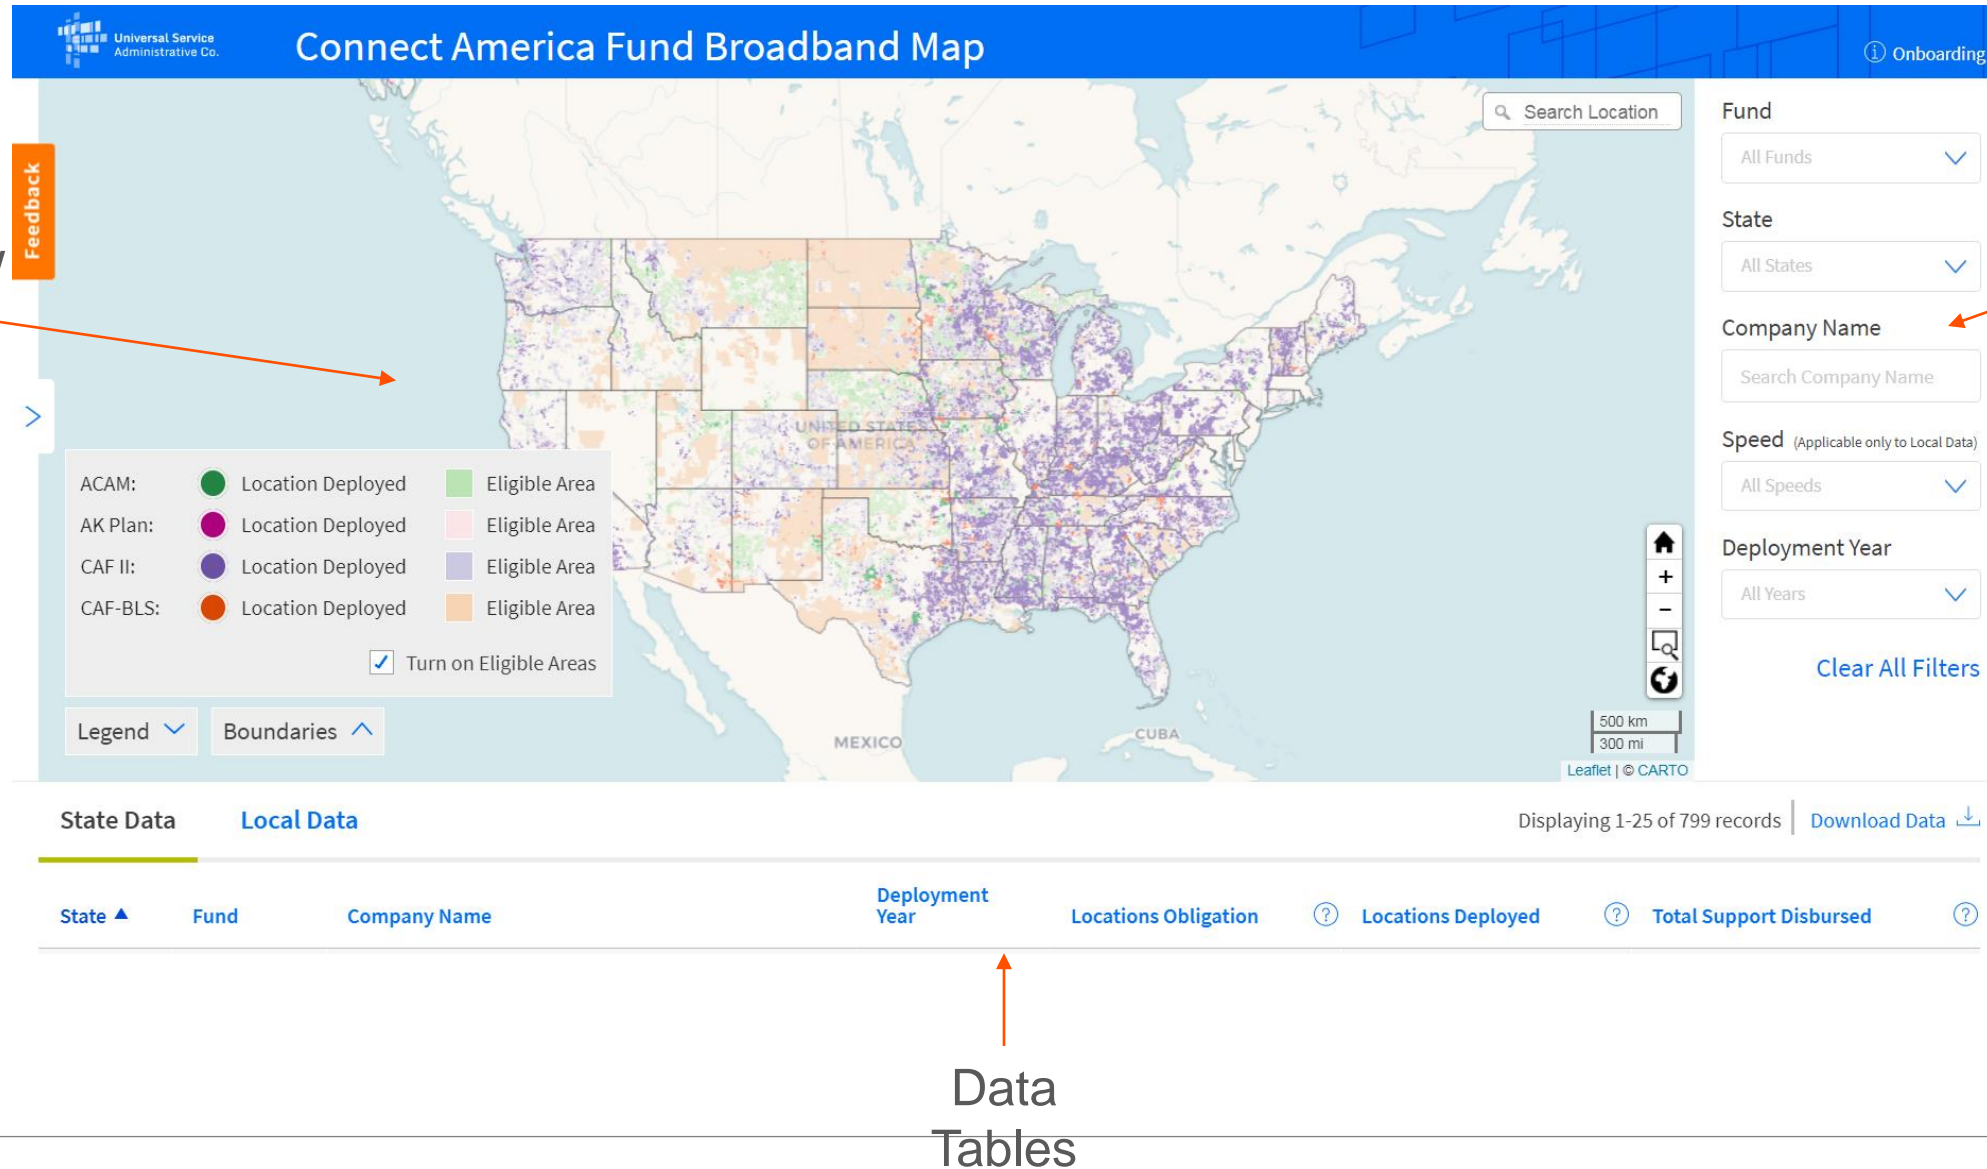 Universal Service
Administrative Co.
Connect America Fund Broadband Map
Onboarding
Feedback
Search Location
UNITED STATES
OF AMERICA
MEXICO
CUBA
ACAM: Location Deployed Eligible Area
AK Plan: Location Deployed Eligible Area
CAF II: Location Deployed Eligible Area
CAF-BLS: Location Deployed Eligible Area
Turn on Eligible Areas
Legend Boundaries
500 km
300 mi
Leaflet | © CARTO
Fund
All Funds
State
All States
Company Name
Search Company Name
Speed (Applicable only to Local Data)
All Speeds
Deployment Year
All Years
Clear All Filters
State Data Local Data Displaying 1-25 of 799 records Download Data
State Fund Company Name Deployment
Year Locations Obligation Locations Deployed Total Support Disbursed
Data
Tables